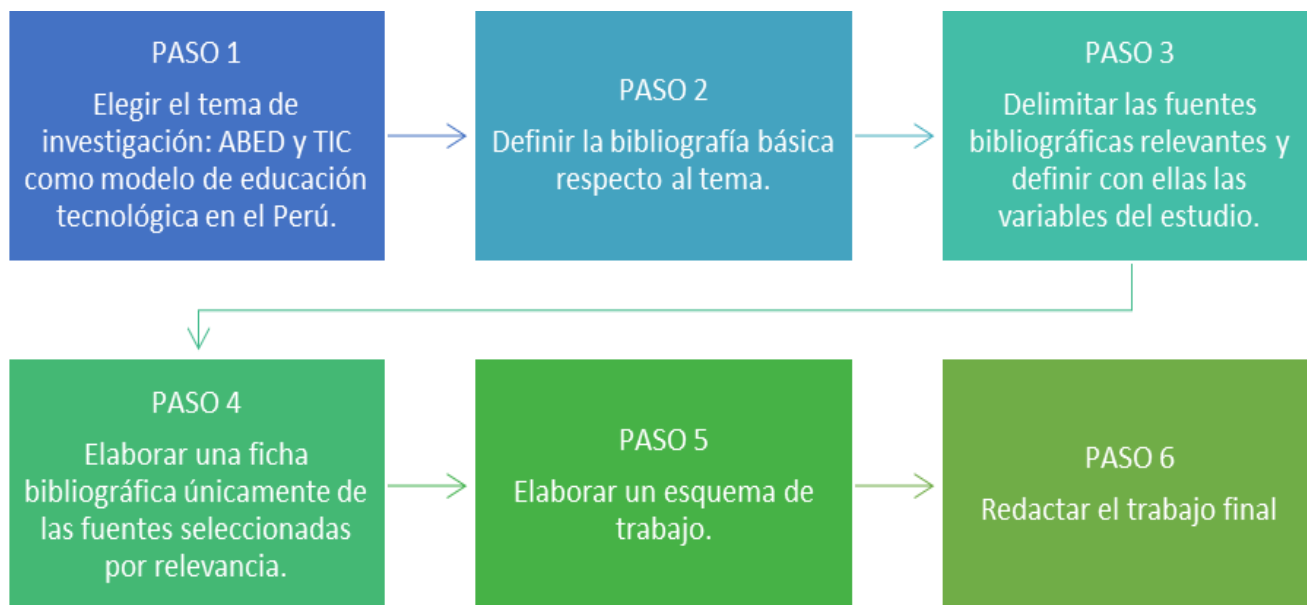 PASO 1
Elegir el tema de
investigación: ABED y TIC
como modelo de educación
tecnológica en el Perú.
PASO 2
Definir la bibliografía básica
respecto al tema.
PASO 3
Delimitar las fuentes
bibliográficas relevantes y
definir con ellas las
variables del estudio.
PASO 4
Elaborar una ficha
bibliográfica únicamente de
las fuentes seleccionadas
por relevancia.
PASO 5
Elaborar un esquema de
trabajo.
PASO 6
Redactar el trabajo final